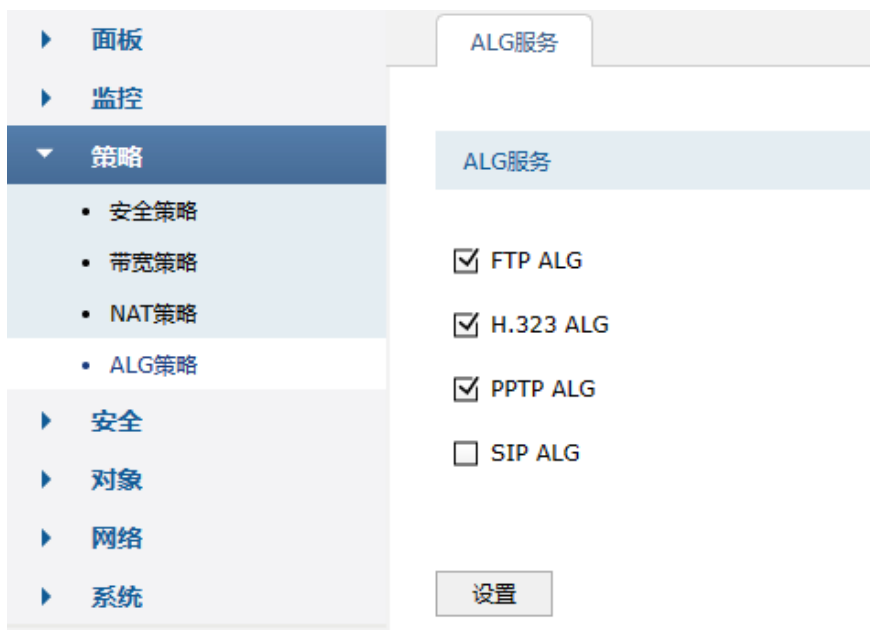 面板
监控
策略
安全策略
带宽策略
NAT策略
ALG策略
安全
对象
网络
系统
ALG服务
ALG服务
FTP ALG
H.323 ALG
PPTP ALG
SIP ALG
设置